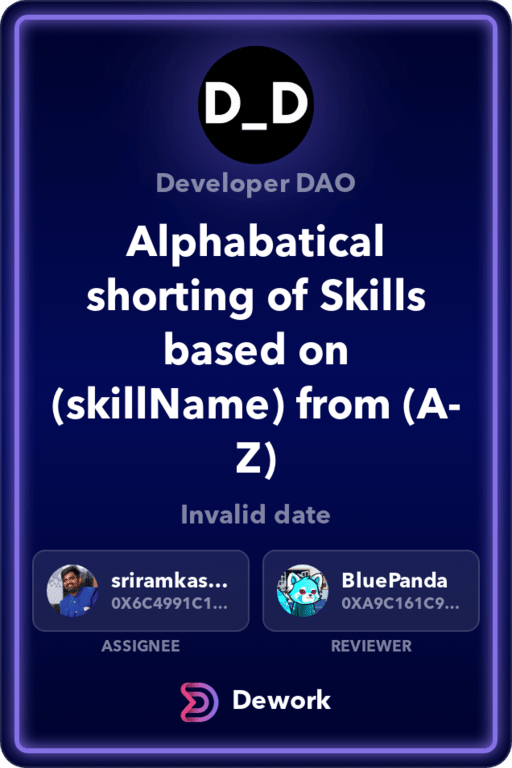 D_D
Developer DAO
Alphabatical
shorting of Skills
based on
(skillName) from (A-
Z)
Invalid date
sriramkas...
0X6C4991C1...
BluePanda
0XA9C161C9...
ASSIGNEE
REVIEWER
Dework